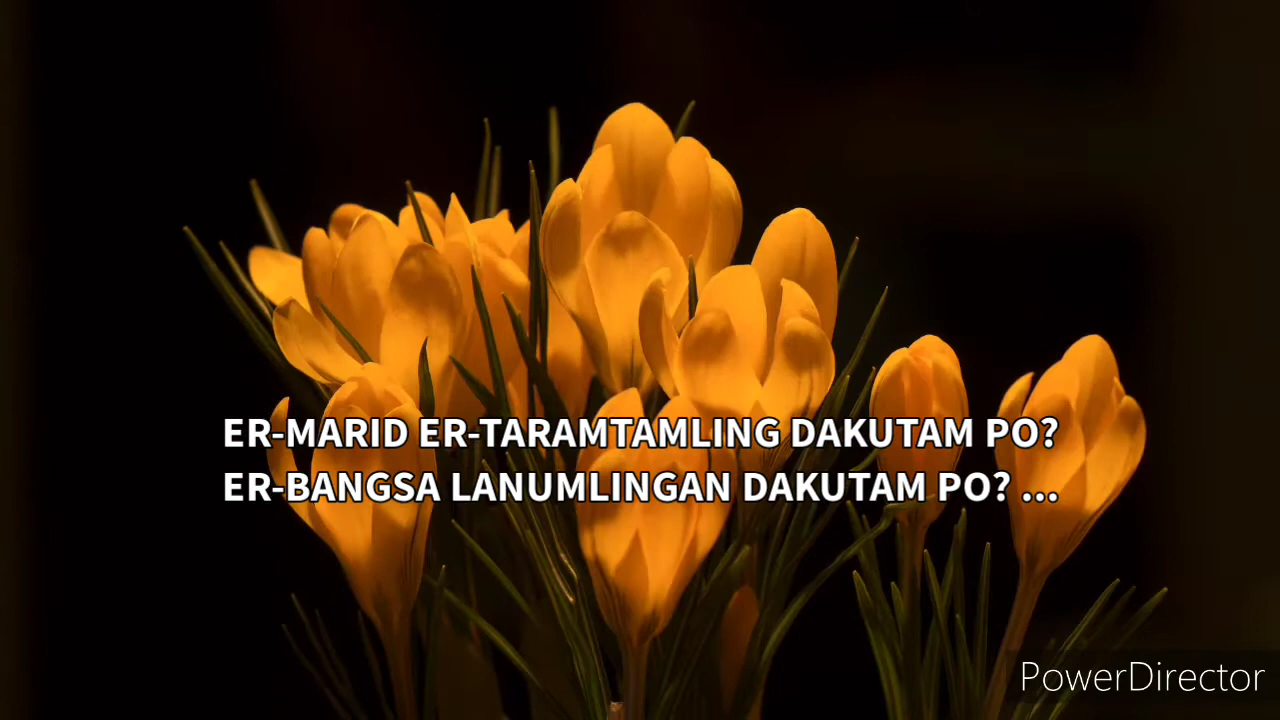 ER-MARID ER-TARAMTAMLING DAKUTAM PO?
ER-BANGSA LANUMLINGAN DAKUTAM PO? ...
PowerDirector